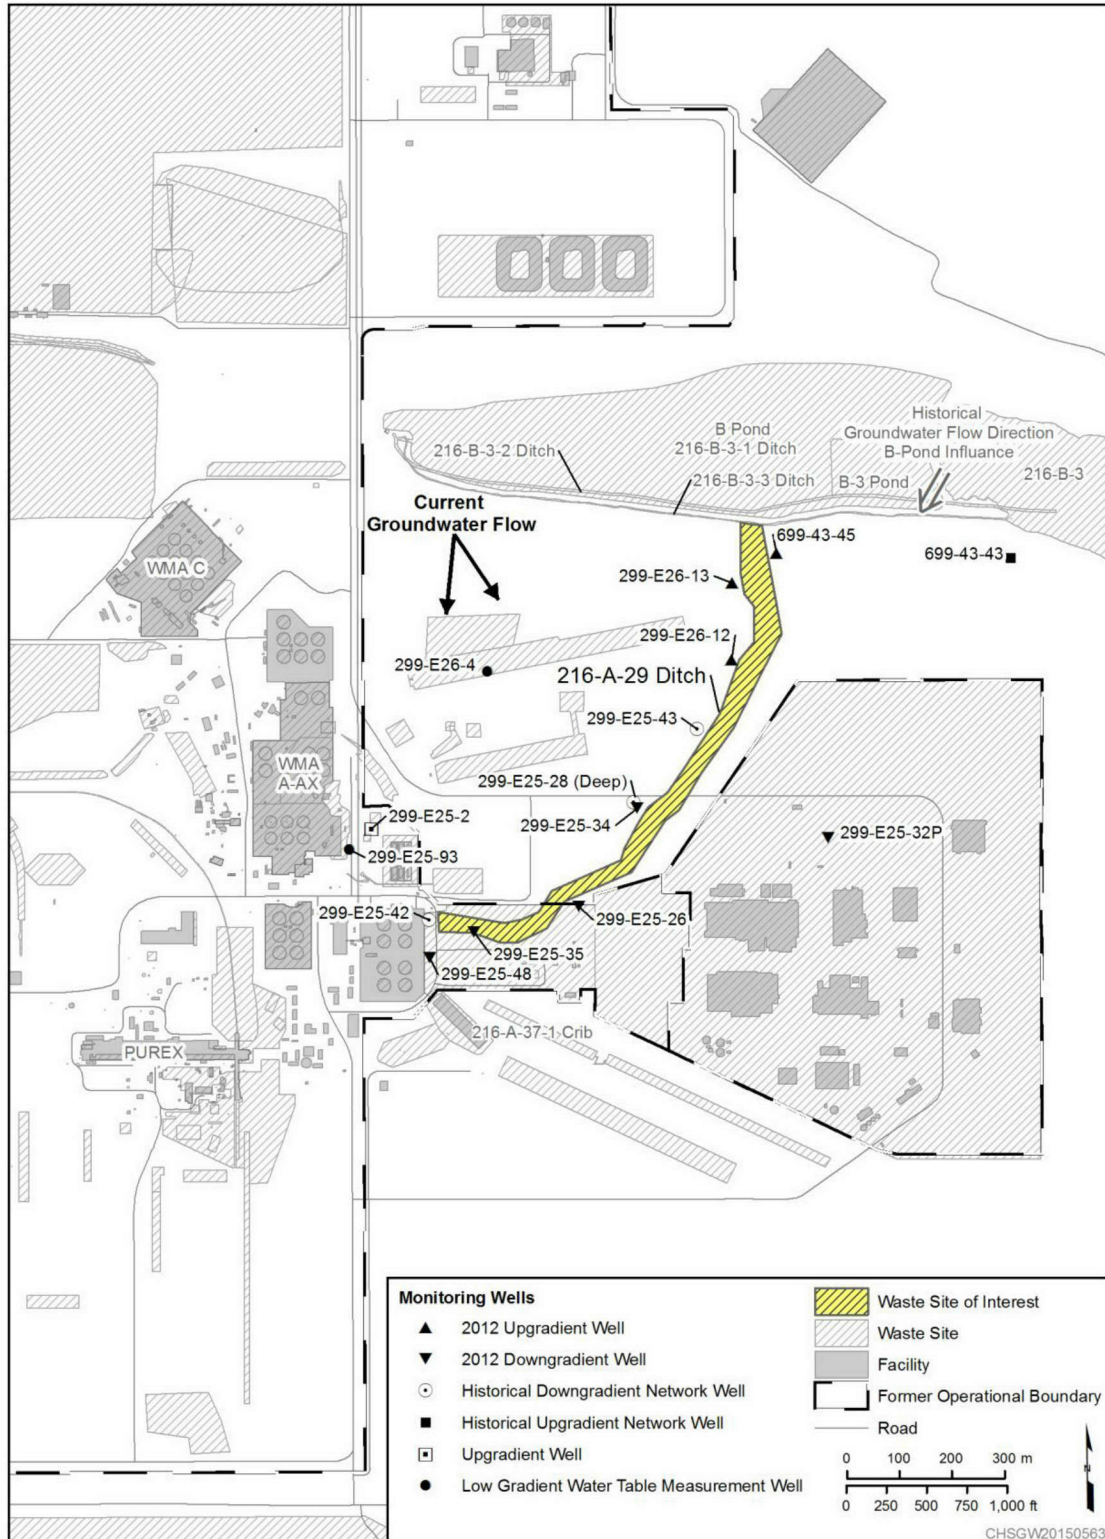 Historical
Groundwater Flow Direction
B-Pond Influance
B Pond
216-B-3-1 Ditch
216-B-3-2 Ditch
216-B-3-3 Ditch
B-3 Pond
216-B-3
Current
Groundwater Flow
699-43-45
699-43-43
WMA C
299-E26-13
299-E26-12
299-E26-4
216-A-29 Ditch
299-E25-43
WMA
A-AX
299-E25-28 (Deep)
299-E25-34
299-E25-2
299-E25-32P
299-E25-93
299-E25-42
299-E25-26
299-E25-35
299-E25-48
216-A-37-1 Crib
PUREX
Monitoring Wells
2012 Upgradient Well
2012 Downgradient Well
Historical Downgradient Network Well
Historical Upgradient Network Well
Upgradient Well
Low Gradient Water Table Measurement Well
Waste Site of Interest
Waste Site
Facility
Former Operational Boundary
Road
0 100 200 300 m
0 250 500 750 1,000 ft
N
CHSGW20150563